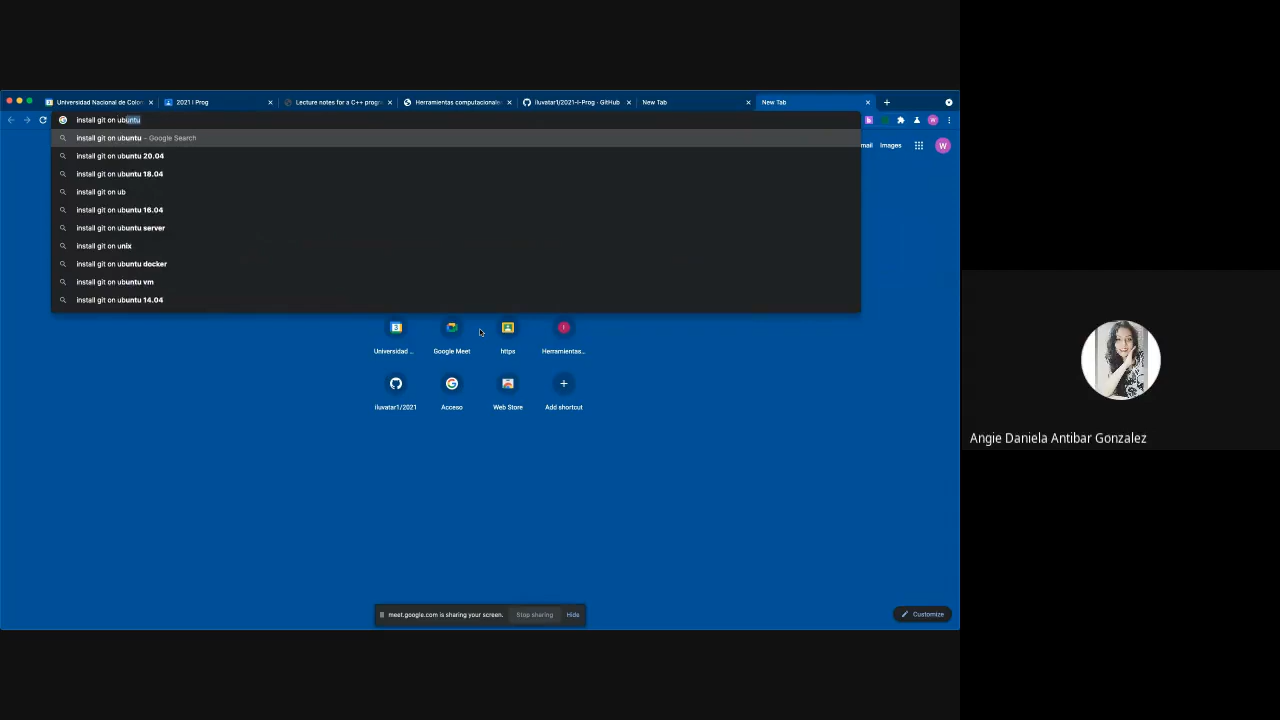 Universidad Nacional de Colo
2021 I Prog
Lecture notes for a C++ progr
Herramientas computacionale
iluvatar1/2021-I-Prog - GitHub
New Tab
New Tab
install git on ubuntu
install git on ubuntu – Google Search
install git on ubuntu 20.04
install git on ubuntu 18.04
install git on ub
install git on ubuntu 16.04
install git on ubuntu server
install git on unix
install git on ubuntu docker
install git on ubuntu vm
install git on ubuntu 14.04
mail
Images
W
Universidad ...
Google Meet
https
Herramientas...
iluvatar1/2021
Acceso
Web Store
Add shortcut
meet.google.com is sharing your screen.
Stop sharing
Hide
Customize
Angie Daniela Antibar Gonzalez